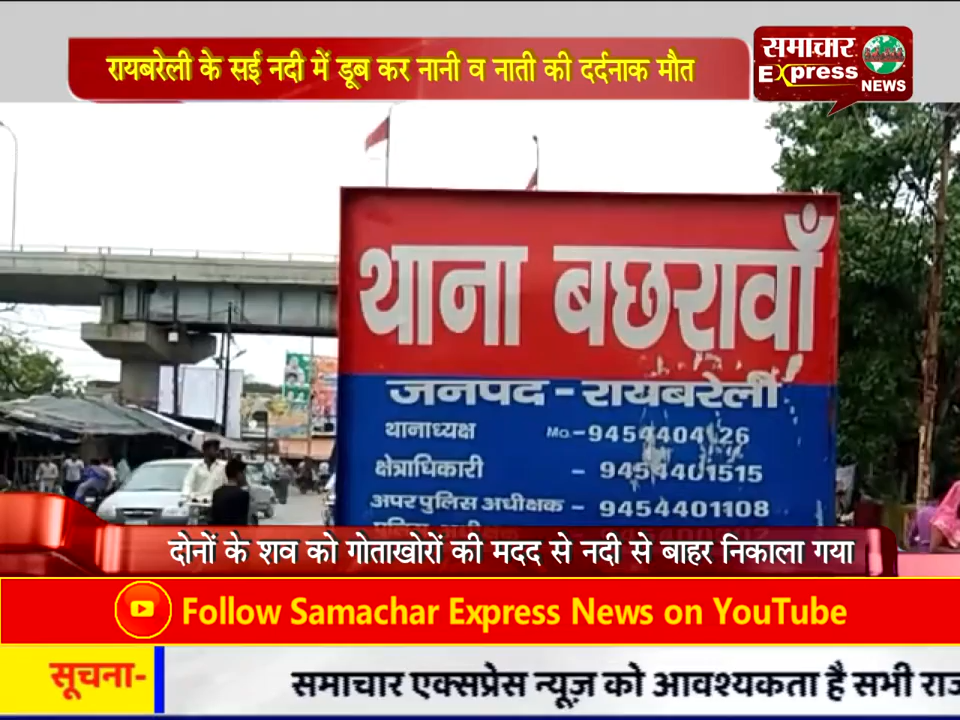 रायबरेली के सई नदी में डूब कर नानी व नाती की दर्दनाक मौत
समाचार
Express
NEWS
थाना बछरावाँ
जनपद - रायबरेली
थानाध्यक्ष Mo.- 9454404126
क्षेत्राधिकारी - 9454401515
अपर पुलिस अधीक्षक - 9454401108
दोनों के शव को गोताखोरों की मदद से नदी से बाहर निकाला गया
Follow Samachar Express News on YouTube
सूचना-
समाचार एक्सप्रेस न्यूज़ को आवश्यकता है सभी